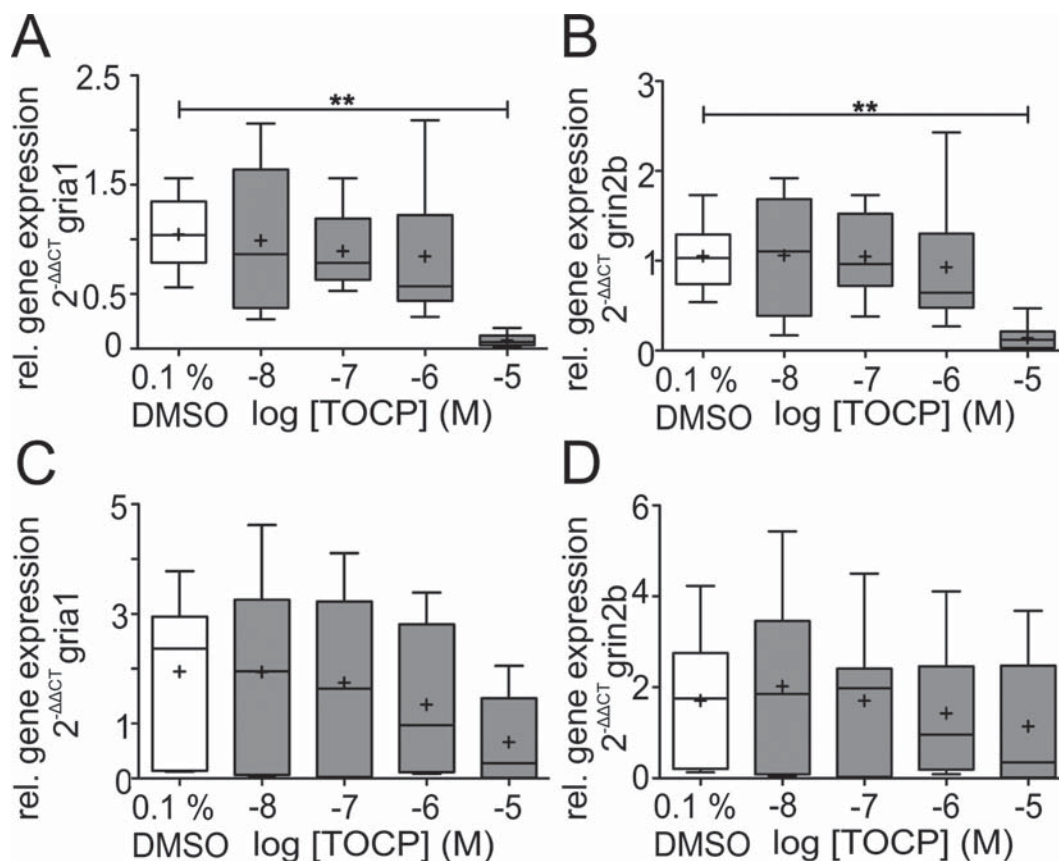 A
rel. gene expression
2-ΔΔCT gria1
2.5
1.5
0.5
0
**
0.1 % -8 -7 -6 -5
DMSO log [TOCP] (M)
B
rel. gene expression
2-ΔΔCT grin2b
3
2
1
0
**
0.1 % -8 -7 -6 -5
DMSO log [TOCP] (M)
C
rel. gene expression
2-ΔΔCT gria1
5
3
1
0
0.1 % -8 -7 -6 -5
DMSO log [TOCP] (M)
D
rel. gene expression
2-ΔΔCT grin2b
6
4
2
0
0.1 % -8 -7 -6 -5
DMSO log [TOCP] (M)